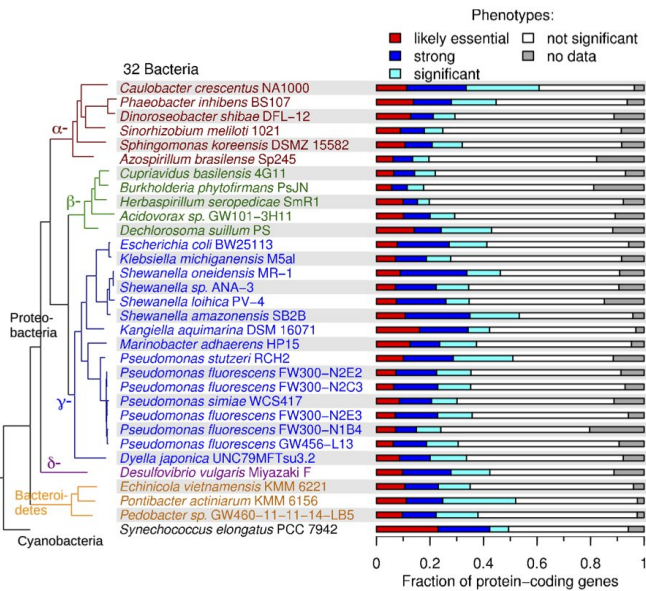 Phenotypes:
likely essential
not significant
strong
no data
significant
32 Bacteria
Caulobacter crescentus NA1000
Phaeobacter inhibens BS107
Dinoroseobacter shibae DFL−12
Sinorhizobium meliloti 1021
Sphingomonas koreensis DSMZ 15582
Azospirillum brasilense Sp245
Cupriavidus basilensis 4G11
Burkholderia phytofirmans PsJN
Herbaspirillum seropedicae SmR1
Acidovorax sp. GW101−3H11
Dechlorosoma suillum PS
Escherichia coli BW25113
Klebsiella michiganensis M5al
Shewanella oneidensis MR−1
Shewanella sp. ANA−3
Shewanella loihica PV−4
Shewanella amazonensis SB2B
Kangiella aquimarina DSM 16071
Marinobacter adhaerens HP15
Pseudomonas stutzeri RCH2
Pseudomonas fluorescens FW300−N2E2
Pseudomonas fluorescens FW300−N2C3
Pseudomonas simiae WCS417
Pseudomonas fluorescens FW300−N2E3
Pseudomonas fluorescens FW300−N1B4
Pseudomonas fluorescens GW456−L13
Dyella japonica UNC79MFTsu3.2
Desulfovibrio vulgaris Miyazaki F
Echinicola vietnamensis KMM 6221
Pontibacter actiniarum KMM 6156
Pedobacter sp. GW460−11−11−14−LB5
Synechococcus elongatus PCC 7942
α-
β-
Proteo-
bacteria
γ-
δ-
Bacteroi-
detes
Cyanobacteria
0 0.2 0.4 0.6 0.8 1
Fraction of protein−coding genes